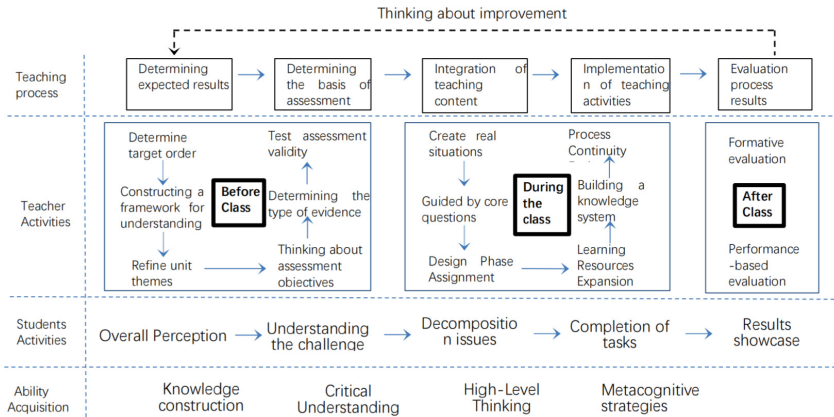 Thinking about improvement
Teaching
process
Determining
expected results
Determining
the basis of
assessment
Integration of
teaching
content
Implementatio
n of teaching
activities
Evaluation
process
results
Teacher
Activities
Determine
target order
Constructing a
framework for
understanding
Refine unit
themes
Before
Class
Test assessment
validity
Determining the
type of evidence
Thinking about
assessment
objectives
Create real
situations
Guided by core
questions
Design Phase
Assignment
During
the
class
Process
Continuity
Building a
knowledge
system
Learning
Resources
Expansion
Formative
evaluation
After
Class
Performance
-based
evaluation
Students
Activities
Overall Perception
Understanding
the challenge
Decompositio
n issues
Completion of
tasks
Results
showcase
Ability
Acquisition
Knowledge
construction
Critical
Understanding
High-Level
Thinking
Metacognitive
strategies